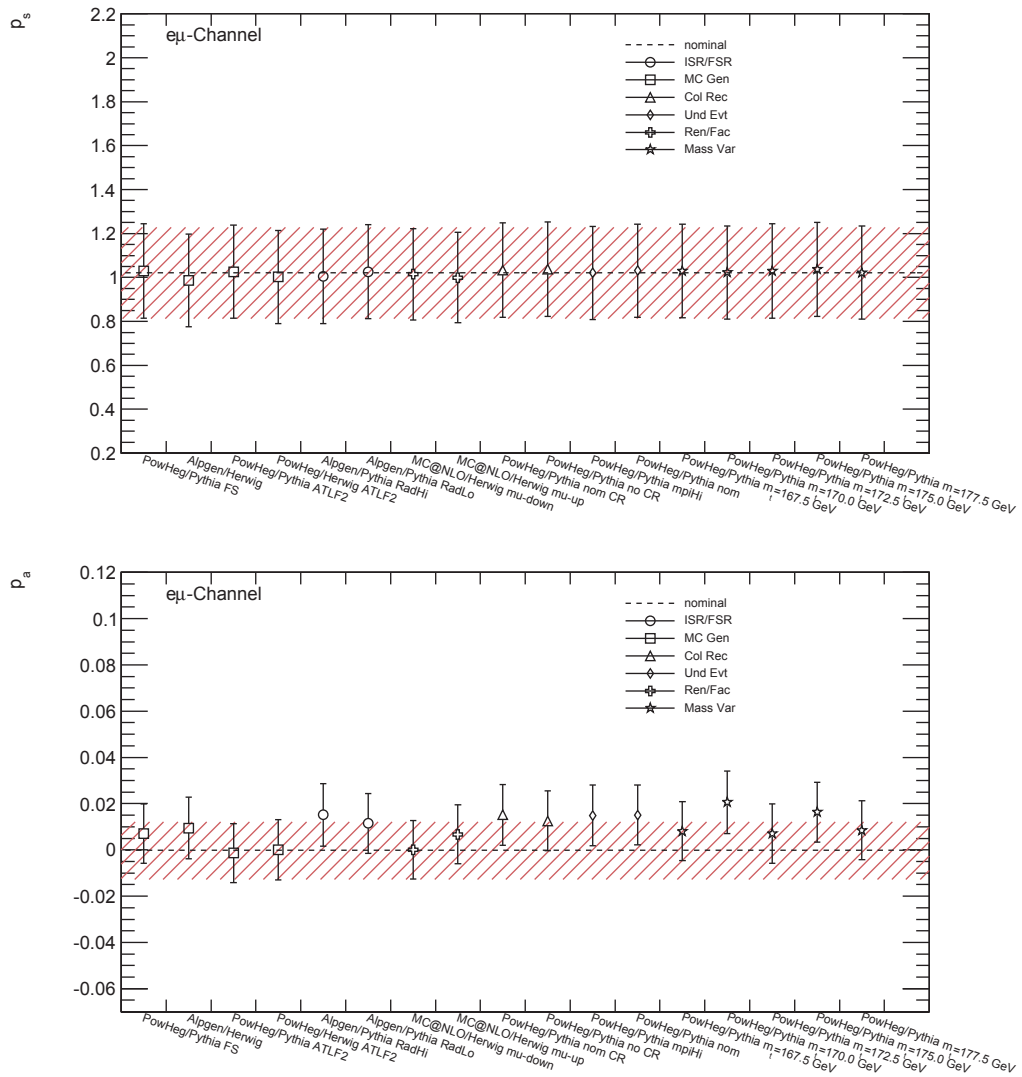 p_s
2.2
2
1.8
1.6
1.4
1.2
1
0.8
0.6
0.4
0.2
eμ-Channel
nominal
ISR/FSR
MC Gen
Col Rec
Und Evt
Ren/Fac
Mass Var
PowHeg/Pythia FS
Alpgen/Herwig
PowHeg/Pythia ATLF2
PowHeg/Herwig ATLF2
Alpgen/Pythia RadHi
Alpgen/Pythia RadLo
MC@NLO/Herwig mu-down
MC@NLO/Herwig mu-up
PowHeg/Pythia nom CR
PowHeg/Pythia no CR
PowHeg/Pythia mpiHi
PowHeg/Pythia nom
PowHeg/Pythia m_t=167.5 GeV
PowHeg/Pythia m_t=170.0 GeV
PowHeg/Pythia m_t=172.5 GeV
PowHeg/Pythia m_t=175.0 GeV
PowHeg/Pythia m_t=177.5 GeV
p_a
0.12
0.1
0.08
0.06
0.04
0.02
0
-0.02
-0.04
-0.06
eμ-Channel
nominal
ISR/FSR
MC Gen
Col Rec
Und Evt
Ren/Fac
Mass Var
PowHeg/Pythia FS
Alpgen/Herwig
PowHeg/Pythia ATLF2
PowHeg/Herwig ATLF2
Alpgen/Pythia RadHi
Alpgen/Pythia RadLo
MC@NLO/Herwig mu-down
MC@NLO/Herwig mu-up
PowHeg/Pythia nom CR
PowHeg/Pythia no CR
PowHeg/Pythia mpiHi
PowHeg/Pythia nom
PowHeg/Pythia m_t=167.5 GeV
PowHeg/Pythia m_t=170.0 GeV
PowHeg/Pythia m_t=172.5 GeV
PowHeg/Pythia m_t=175.0 GeV
PowHeg/Pythia m_t=177.5 GeV